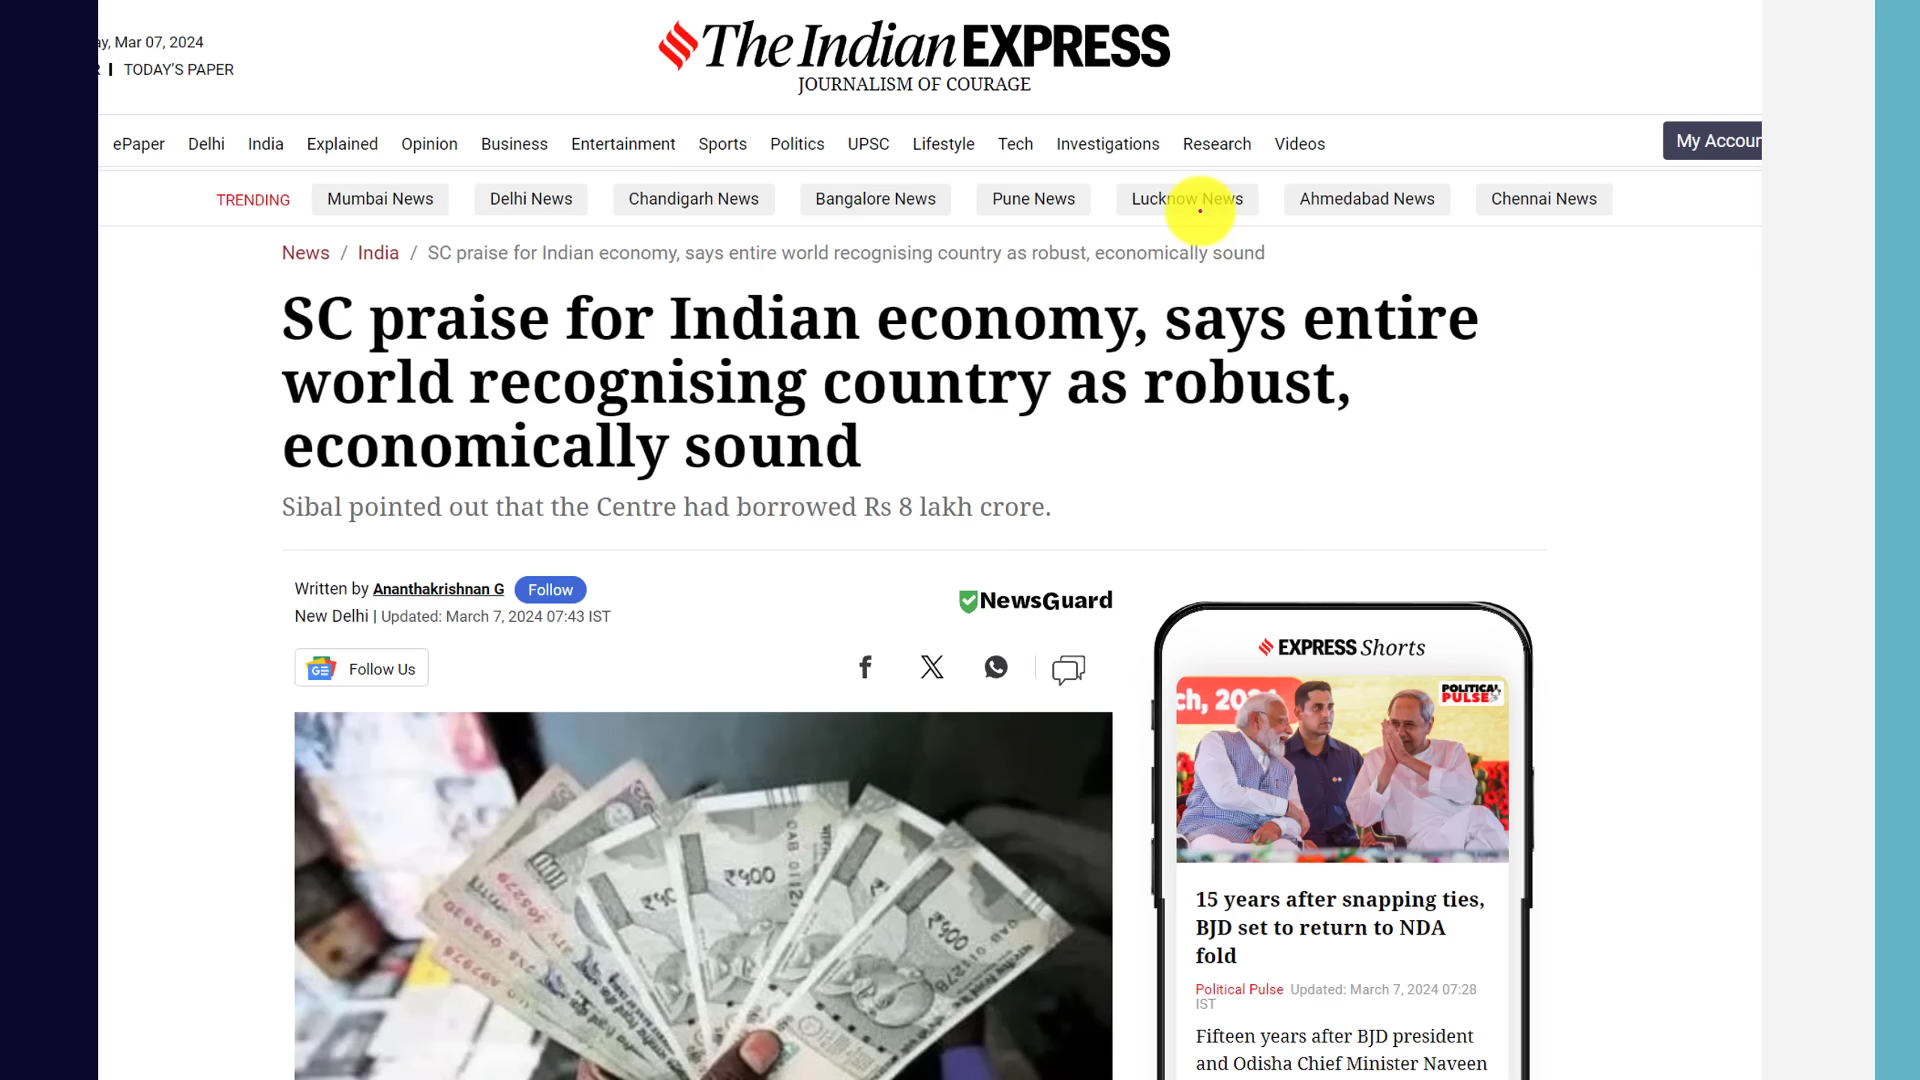 Mar 07, 2024
TODAY'S PAPER
The Indian EXPRESS
JOURNALISM OF COURAGE
ePaper Delhi India Explained Opinion Business Entertainment Sports Politics UPSC Lifestyle Tech Investigations Research Videos
My Accou
TRENDING Mumbai News Delhi News Chandigarh News Bangalore News Pune News Lucknow News Ahmedabad News Chennai News
News / India / SC praise for Indian economy, says entire world recognising country as robust, economically sound
SC praise for Indian economy, says entire
world recognising country as robust,
economically sound
Sibal pointed out that the Centre had borrowed Rs 8 lakh crore.
Written by Ananthakrishnan G Follow
New Delhi | Updated: March 7, 2024 07:43 IST
NewsGuard
GE Follow Us
EXPRESS Shorts
ch, 202
POLITICAL
PULSE
15 years after snapping ties,
BJD set to return to NDA
fold
Political Pulse Updated: March 7, 2024 07:28
IST
Fifteen years after BJD president
and Odisha Chief Minister Naveen
₹500
₹500